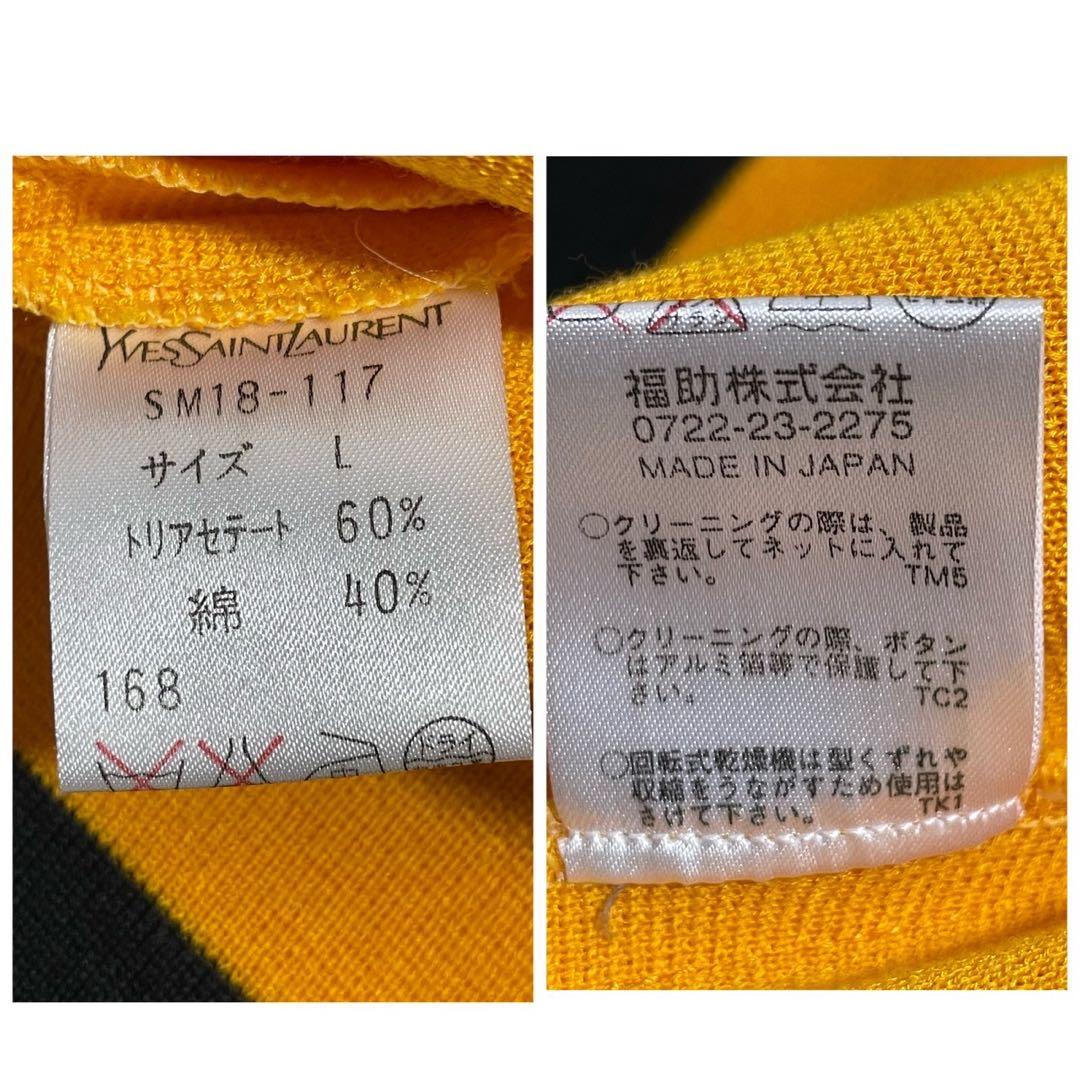 YVESSAINTLAURENT
SM18-117
サイズ L
トリアセテート 60%
綿 40%
168
ドライ
福助株式会社
0722-23-2275
MADE IN JAPAN
○クリーニングの際は、製品
を裏返してネットに入れて
下さい。 TM5
○クリーニングの際、ボタン
はアルミ箔等で保護して下
さい。 TC2
○回転式乾燥機は型くずれや
収縮をうながすため使用は
さけて下さい。 TK1